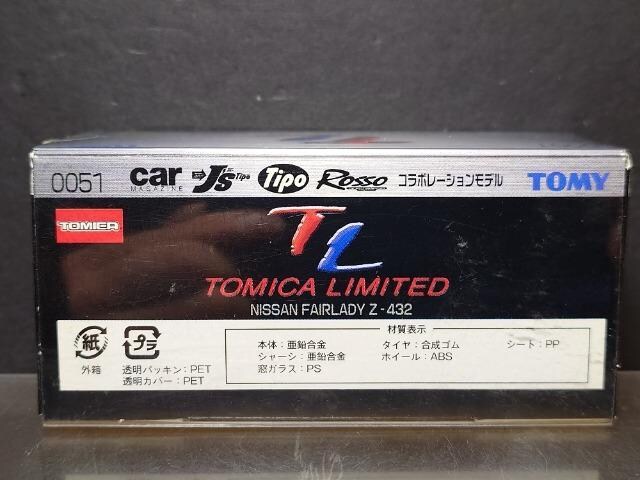 0051 car MAGAZINE J's Tipo Tipo Rosso コラボレーションモデル TOMY
TOMICA
TL
TOMICA LIMITED
NISSAN FAIRLADY Z-432
紙 プラ 材質表示
本体：亜鉛合金 タイヤ：合成ゴム シート：PP
外箱 透明パッキン：PET シャーシ：亜鉛合金 ホイール：ABS
透明カバー：PET 窓ガラス：PS